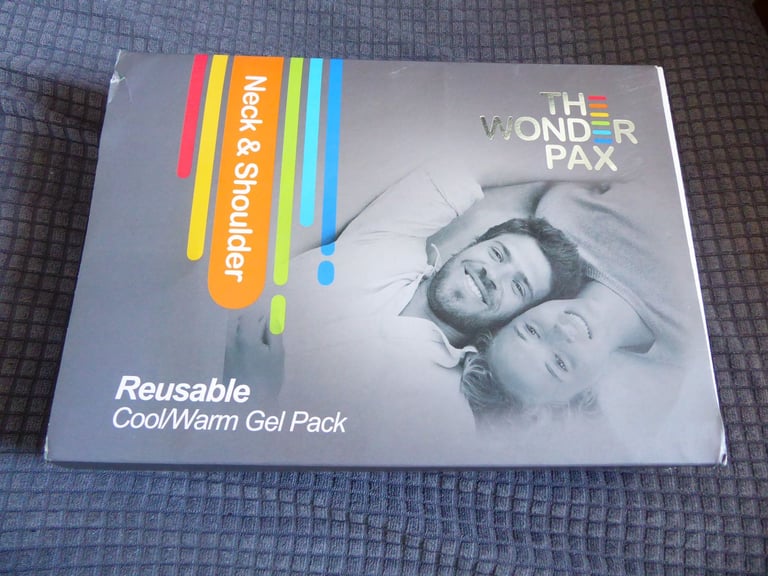 Neck & Shoulder
THE
WONDER
PAX
Reusable
Cool/Warm Gel Pack